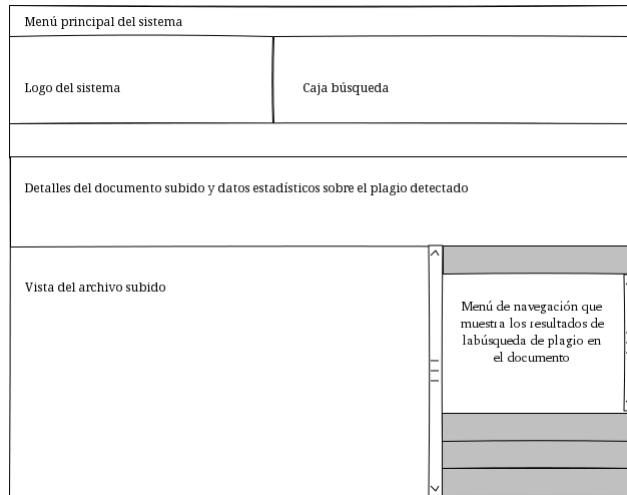 Menú principal del sistema
Logo del sistema
Caja búsqueda
Detalles del documento subido y datos estadísticos sobre el plagio detectado
Vista del archivo subido
Menú de navegación que
muestra los resultados de
labúsqueda de plagio en
el documento